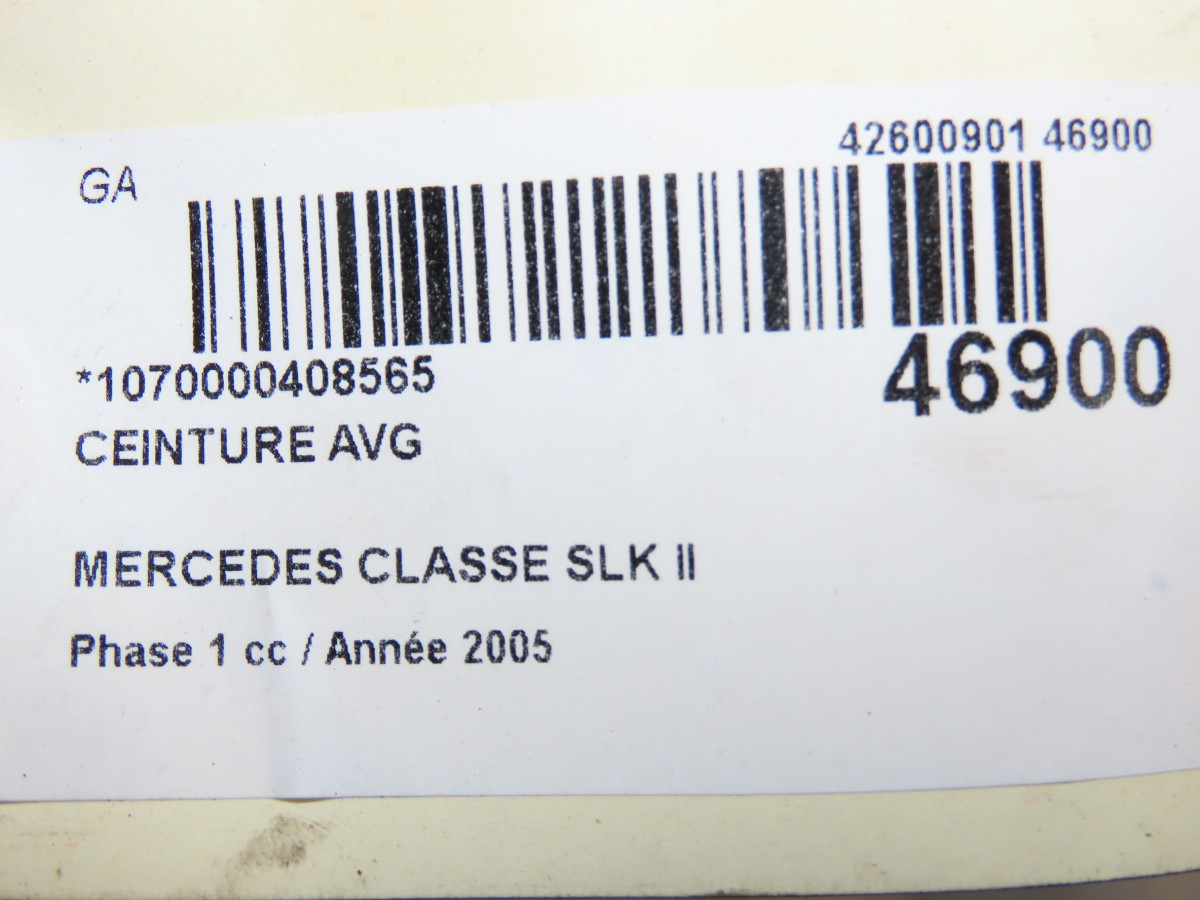 42600901 46900
GA
*1070000408565
46900
CEINTURE AVG
MERCEDES CLASSE SLK II
Phase 1 cc / Année 2005